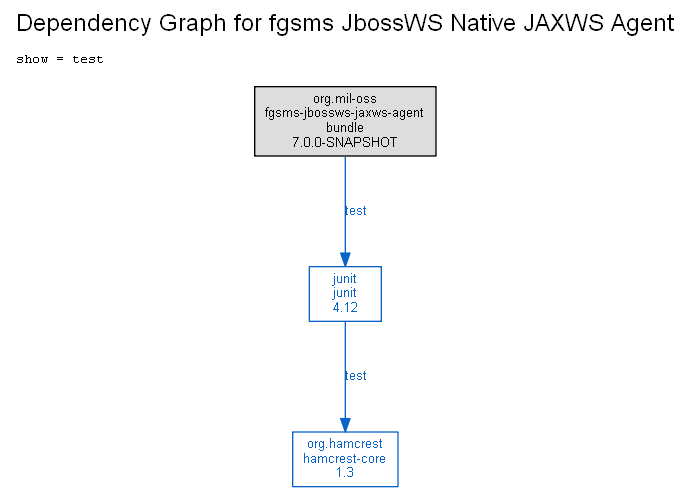 Dependency Graph for fgsms JbossWS Native JAXWS Agent
show = test
org.mil-oss
fgsms-jbossws-jaxws-agent
bundle
7.0.0-SNAPSHOT
test
junit
junit
4.12
test
org.hamcrest
hamcrest-core
1.3